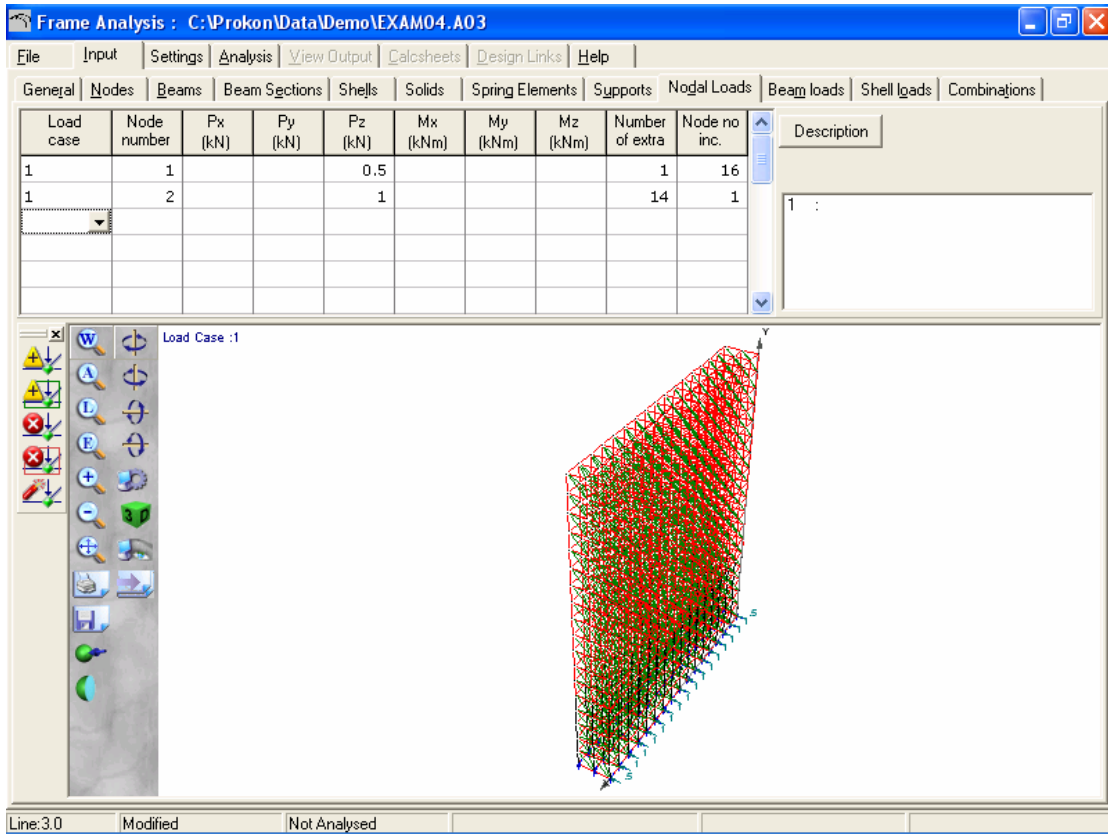 Frame Analysis : C:\Prokon\Data\Demo\EXAM04.A03
File Input Settings Analysis View Output Calcsheets Design Links Help
General Nodes Beams Beam Sections Shells Solids Spring Elements Supports Nodal Loads Beam loads Shell loads Combinations
Load case Node number Px (kN) Py (kN) Pz (kN) Mx (kNm) My (kNm) Mz (kNm) Number of extra Node no inc.
Description
1 1 0.5 1 16
1 2 1 14 1
1 :
Load Case :1
Y
W
A
L
E
3 D
.5
.5
Line:3.0 Modified Not Analysed